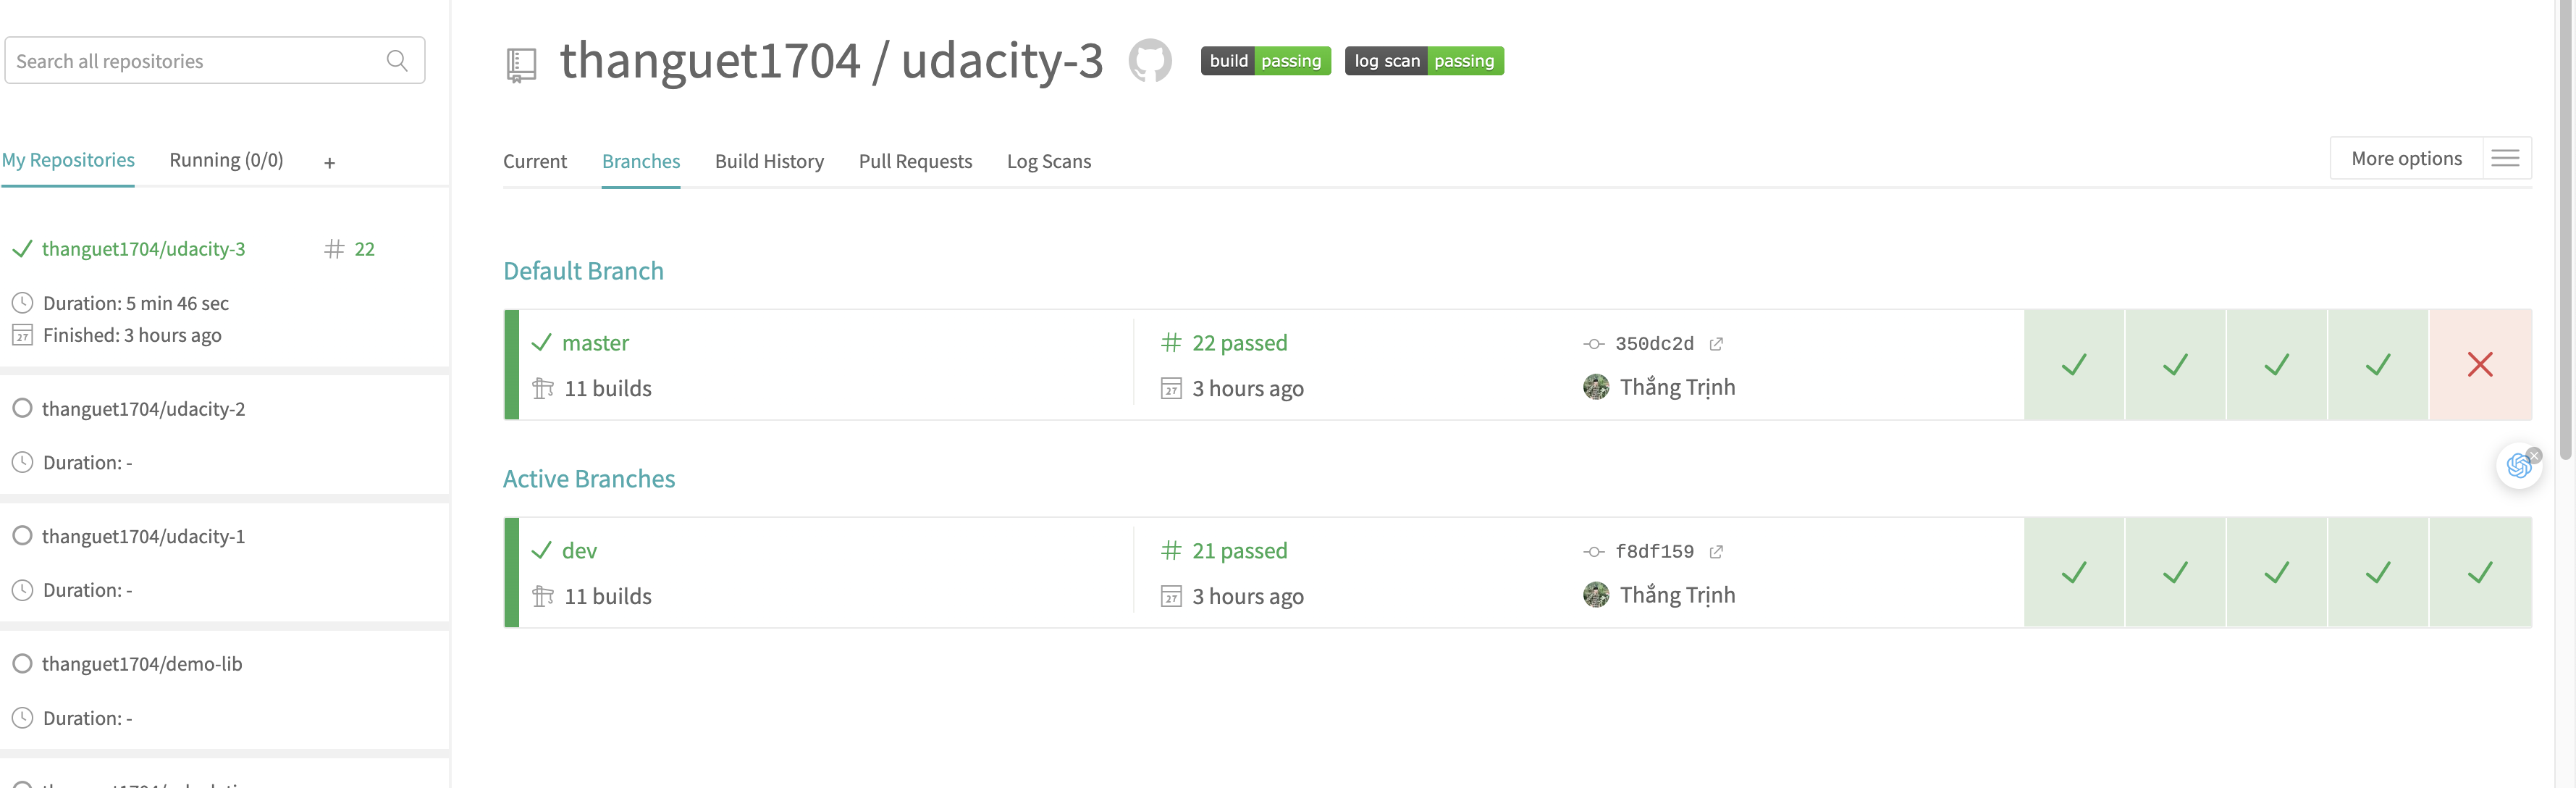 Search all repositories
My Repositories Running (0/0) +
thanguet1704/udacity-3 # 22
Duration: 5 min 46 sec
27 Finished: 3 hours ago
thanguet1704/udacity-2
Duration: -
thanguet1704/udacity-1
Duration: -
thanguet1704/demo-lib
Duration: -
thanguet1704 / udacity-3 build passing log scan passing
Current Branches Build History Pull Requests Log Scans More options
Default Branch
master # 22 passed 350dc2d
11 builds 27 3 hours ago Thắng Trịnh
Active Branches
dev # 21 passed f8df159
11 builds 27 3 hours ago Thắng Trịnh